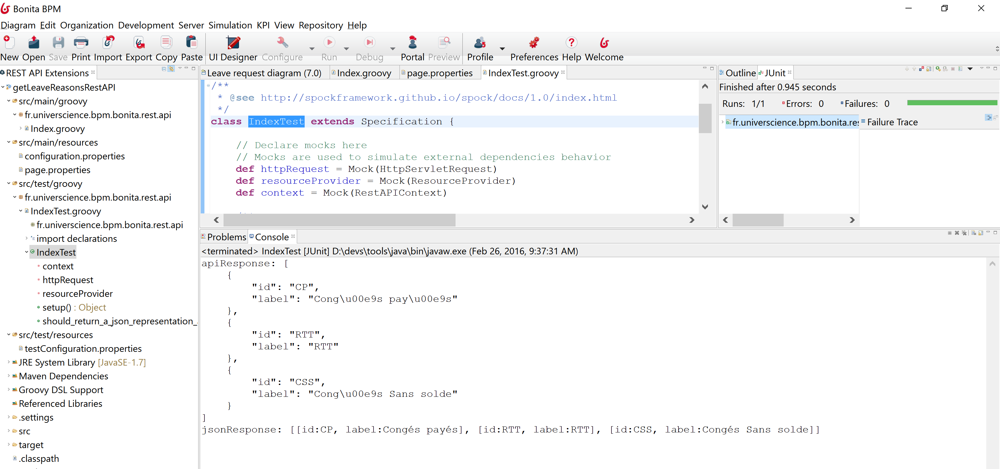 Bonita BPM
Diagram Edit Organization Development Server Simulation KPI View Repository Help
New Open Save Print Import Export Copy Paste UI Designer Configure Run Debug Portal Preview Profile Preferences Help Welcome
REST API Extensions
getLeaveReasonsRestAPI
src/main/groovy
fr.universcience.bpm.bonita.rest.api
Index.groovy
src/main/resources
configuration.properties
page.properties
src/test/groovy
fr.universcience.bpm.bonita.rest.api
IndexTest.groovy
fr.universcience.bpm.bonita.rest.api
import declarations
IndexTest
context
httpRequest
resourceProvider
setup() : Object
should_return_a_json_representation_
src/test/resources
testConfiguration.properties
JRE System Library [JavaSE-1.7]
Maven Dependencies
Groovy DSL Support
Referenced Libraries
.settings
src
target
.classpath
Leave request diagram (7.0) Index.groovy page.properties IndexTest.groovy
/**
* @see http://spockframework.github.io/spock/docs/1.0/index.html
*/
class IndexTest extends Specification {
// Declare mocks here
// Mocks are used to simulate external dependencies behavior
def httpRequest = Mock(HttpServletRequest)
def resourceProvider = Mock(ResourceProvider)
def context = Mock(RestAPIContext)
Outline JUnit
Finished after 0.945 seconds
Runs: 1/1 Errors: 0 Failures: 0
fr.universcience.bpm.bonita.res Failure Trace
Problems Console
<terminated> IndexTest [JUnit] D:\devs\tools\java\bin\javaw.exe (Feb 26, 2016, 9:37:31 AM)
apiResponse: [
{
"id": "CP",
"label": "Cong\u00e9s pay\u00e9s"
},
{
"id": "RTT",
"label": "RTT"
},
{
"id": "CSS",
"label": "Cong\u00e9s Sans solde"
}
]
jsonResponse: [[id:CP, label:Congés payés], [id:RTT, label:RTT], [id:CSS, label:Congés Sans solde]]